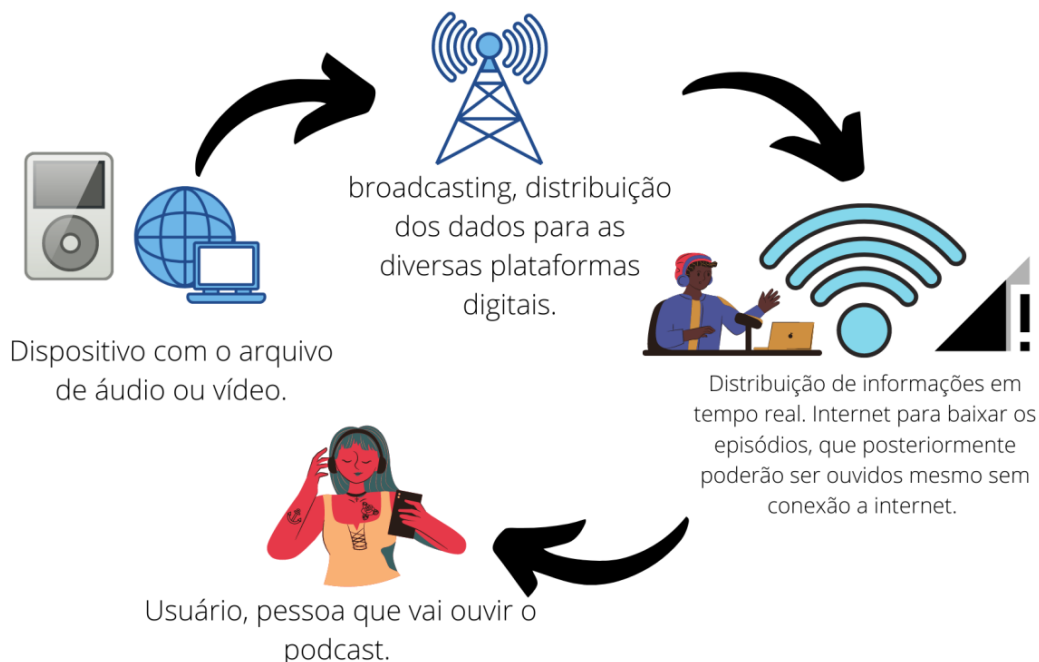 broadcasting, distribuição
dos dados para as
diversas plataformas
digitais.
Dispositivo com o arquivo
de áudio ou vídeo.
Distribuição de informações em
tempo real. Internet para baixar os
episódios, que posteriormente
poderão ser ouvidos mesmo sem
conexão a internet.
Usuário, pessoa que vai ouvir o
podcast.